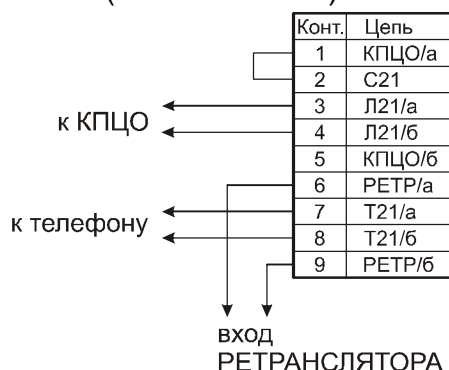 Конт. Цепь
1 КПЦО/а
2 С21
3 Л21/а
к КПЦО
4 Л21/б
5 КПЦО/б
6 РЕТР/а
7 Т21/а
к телефону
8 Т21/б
9 РЕТР/б
вход
РЕТРАНСЛЯТОРА